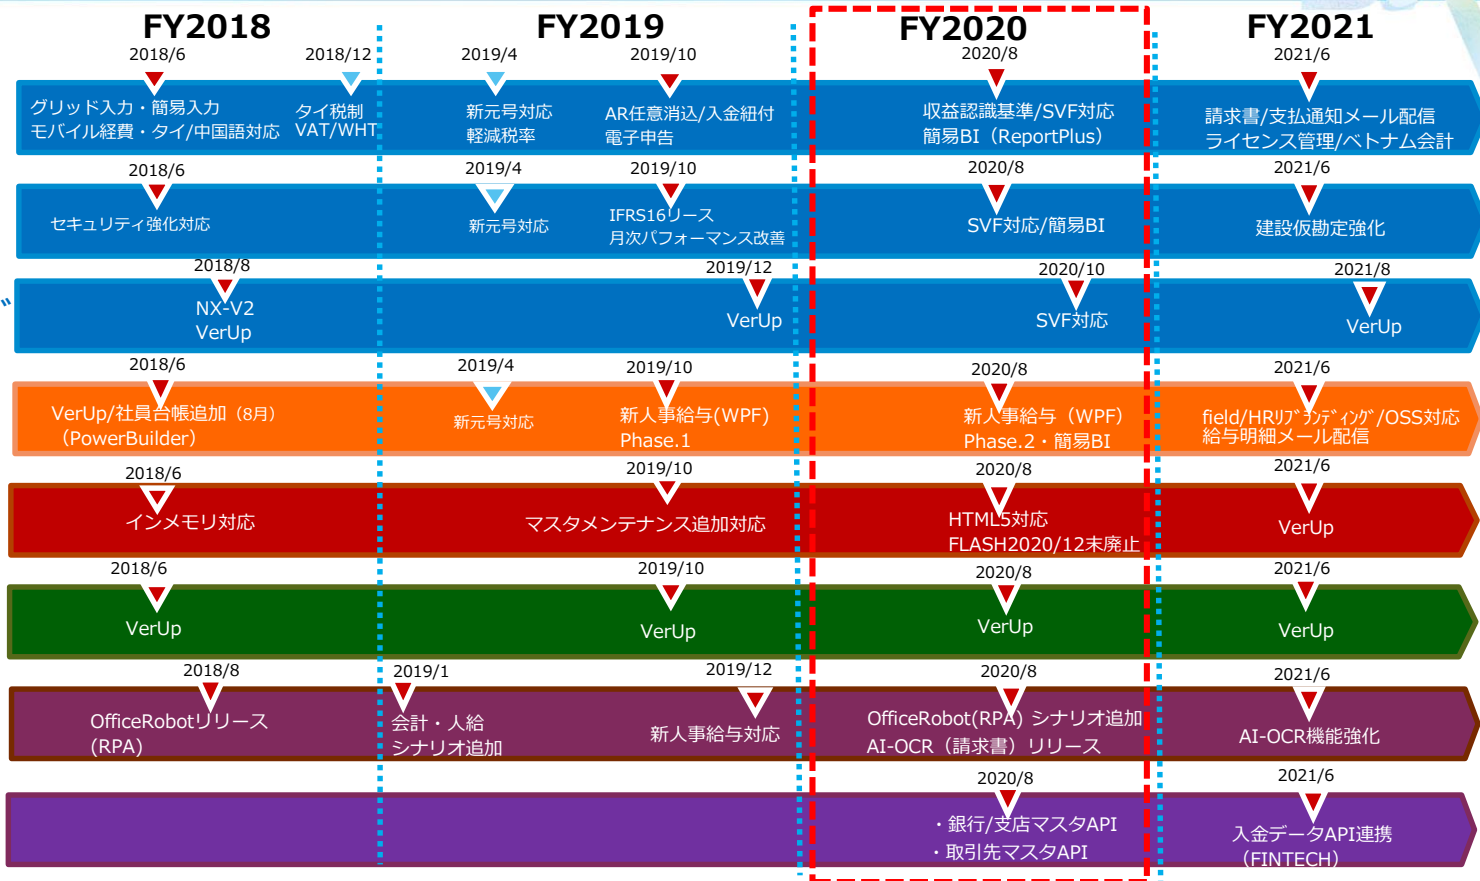 FY2018
FY2019
FY2020
FY2021
2018/6
2018/12
2019/4
2019/10
2020/8
2021/6
グリッド入力・簡易入力
モバイル経費・タイ/中国語対応
タイ税制
VAT/WHT
新元号対応
軽減税率
AR任意消込/入金紐付
電子申告
収益認識基準/SVF対応
簡易BI（ReportPlus）
請求書/支払通知メール配信
ライセンス管理/ベトナム会計
2018/6
2019/4
2019/10
2020/8
2021/6
セキュリティ強化対応
新元号対応
IFRS16リース
月次パフォーマンス改善
SVF対応/簡易BI
建設仮勘定強化
2018/8
2019/12
2020/10
2021/8
NX-V2
VerUp
VerUp
SVF対応
VerUp
2018/6
2019/4
2019/10
2020/8
2021/6
VerUp/社員台帳追加（8月）
（PowerBuilder）
新元号対応
新人事給与(WPF)
Phase.1
新人事給与（WPF）
Phase.2・簡易BI
field/HRﾘﾌﾞﾗﾝﾃﾞｨﾝｸﾞ/OSS対応
給与明細メール配信
2018/6
2019/10
2020/8
2021/6
インメモリ対応
マスタメンテナンス追加対応
HTML5対応
FLASH2020/12末廃止
VerUp
2018/6
2019/10
2020/8
2021/6
VerUp
VerUp
VerUp
VerUp
2018/8
2019/1
2019/12
2020/8
2021/6
OfficeRobotリリース
(RPA)
会計・人給
シナリオ追加
新人事給与対応
OfficeRobot(RPA) シナリオ追加
AI-OCR（請求書）リリース
AI-OCR機能強化
2020/8
2021/6
・銀行/支店マスタAPI
・取引先マスタAPI
入金データAPI連携
（FINTECH）